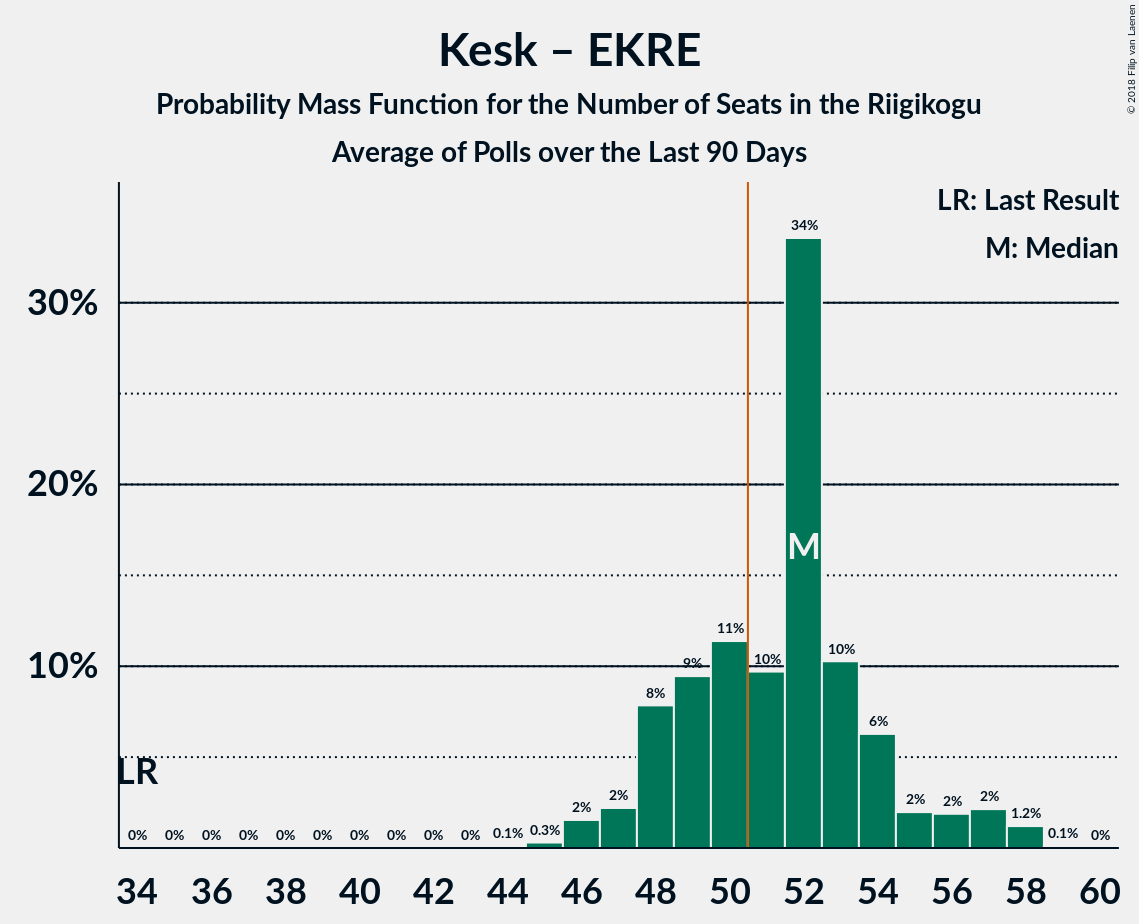 Kesk – EKRE
Probability Mass Function for the Number of Seats in the Riigikogu
Average of Polls over the Last 90 Days
© 2018 Filip van Laenen
LR: Last Result
M: Median
34%
30%
M
20%
11%
10%
9%
10%
10%
8%
6%
LR
2%
2%
2%
2%
2%
1.2%
0% 0% 0% 0% 0% 0% 0% 0% 0% 0% 0.1% 0.3% 0.1% 0%
34 36 38 40 42 44 46 48 50 52 54 56 58 60